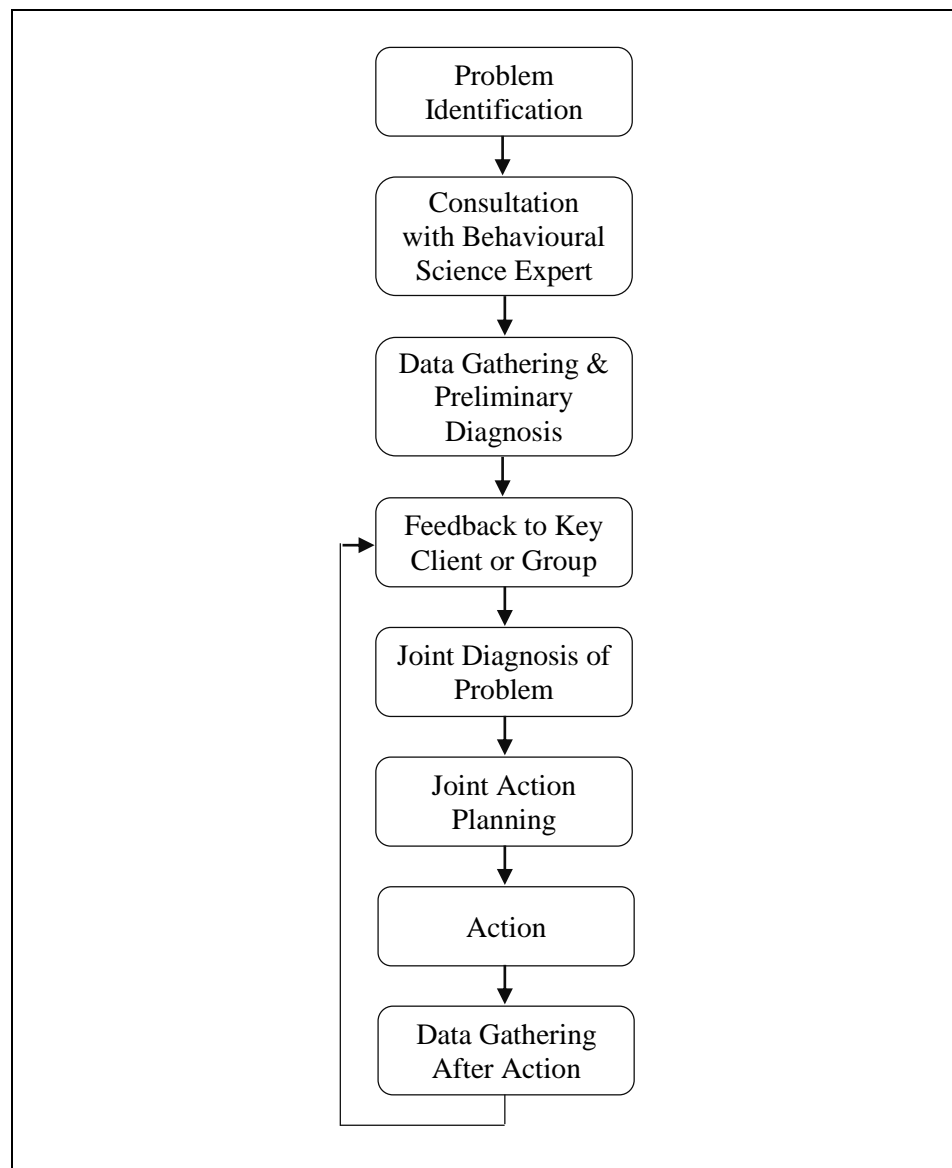 Problem
Identification
Consultation
with Behavioural
Science Expert
Data Gathering &
Preliminary
Diagnosis
Feedback to Key
Client or Group
Joint Diagnosis of
Problem
Joint Action
Planning
Action
Data Gathering
After Action